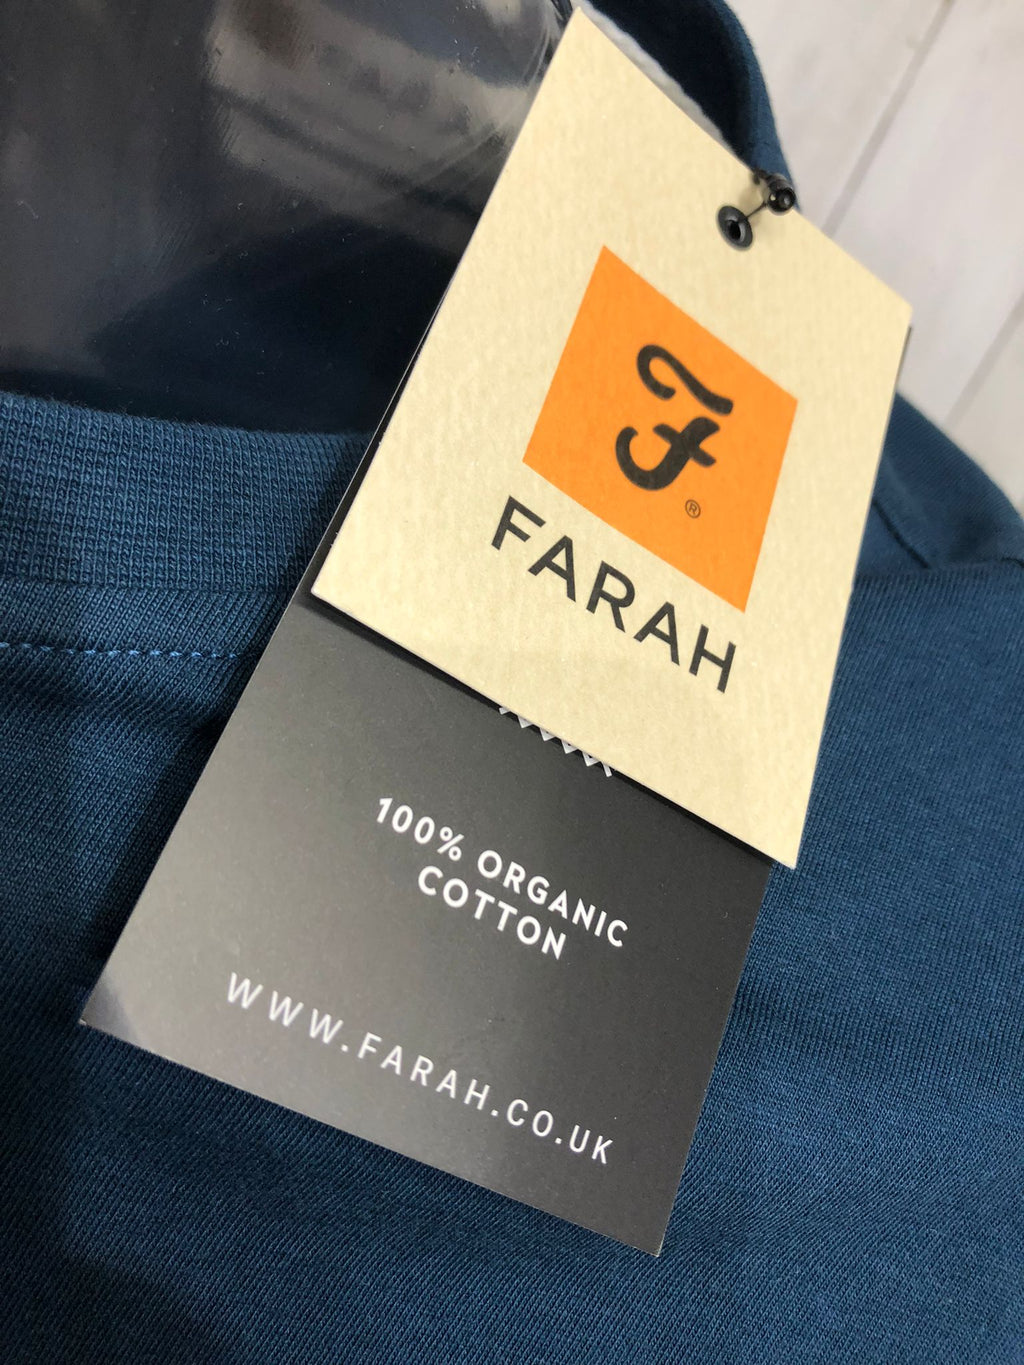 F
®
FARAH
100% ORGANIC
COTTON
WWW.FARAH.CO.UK